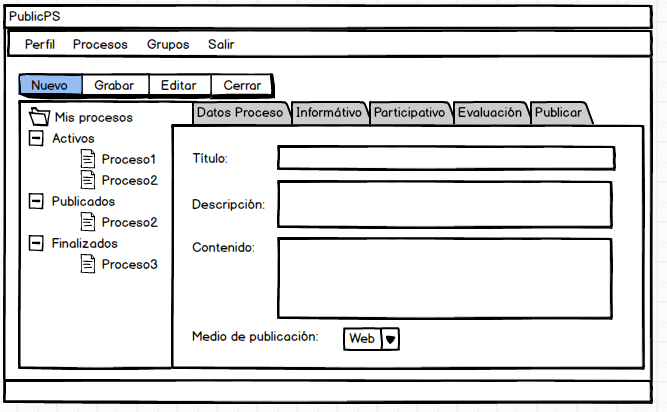 PublicPS
Perfil Procesos Grupos Salir
Nuevo Grabar Editar Cerrar
Mis procesos
Activos
Proceso1
Proceso2
Publicados
Proceso2
Finalizados
Proceso3
Datos Proceso Informátivo Participativo Evaluación Publicar
Título:
Descripción:
Contenido:
Medio de publicación: Web